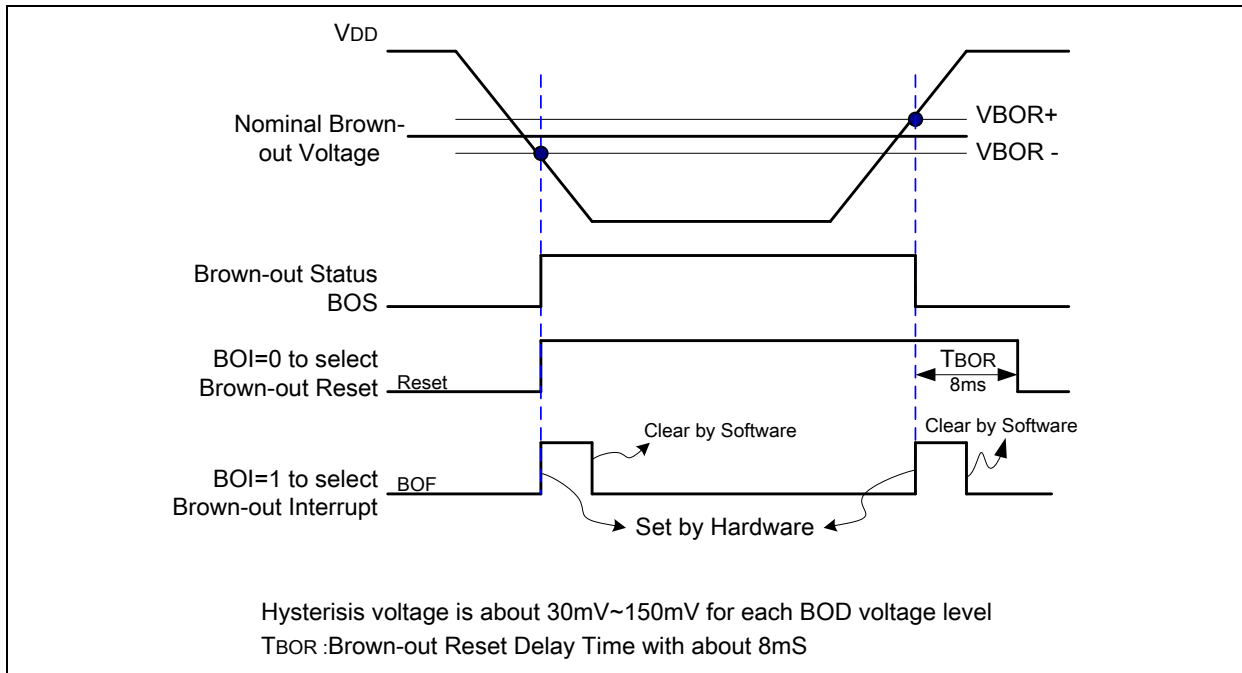 VDD
Nominal Brown-
out Voltage
VBOR+
VBOR -
Brown-out Status
BOS
BOI=0 to select
Brown-out Reset
Reset
TBOR
8ms
Clear by Software
Clear by Software
BOI=1 to select
Brown-out Interrupt
BOF
Set by Hardware
Hysterisis voltage is about 30mV~150mV for each BOD voltage level
TBOR :Brown-out Reset Delay Time with about 8mS